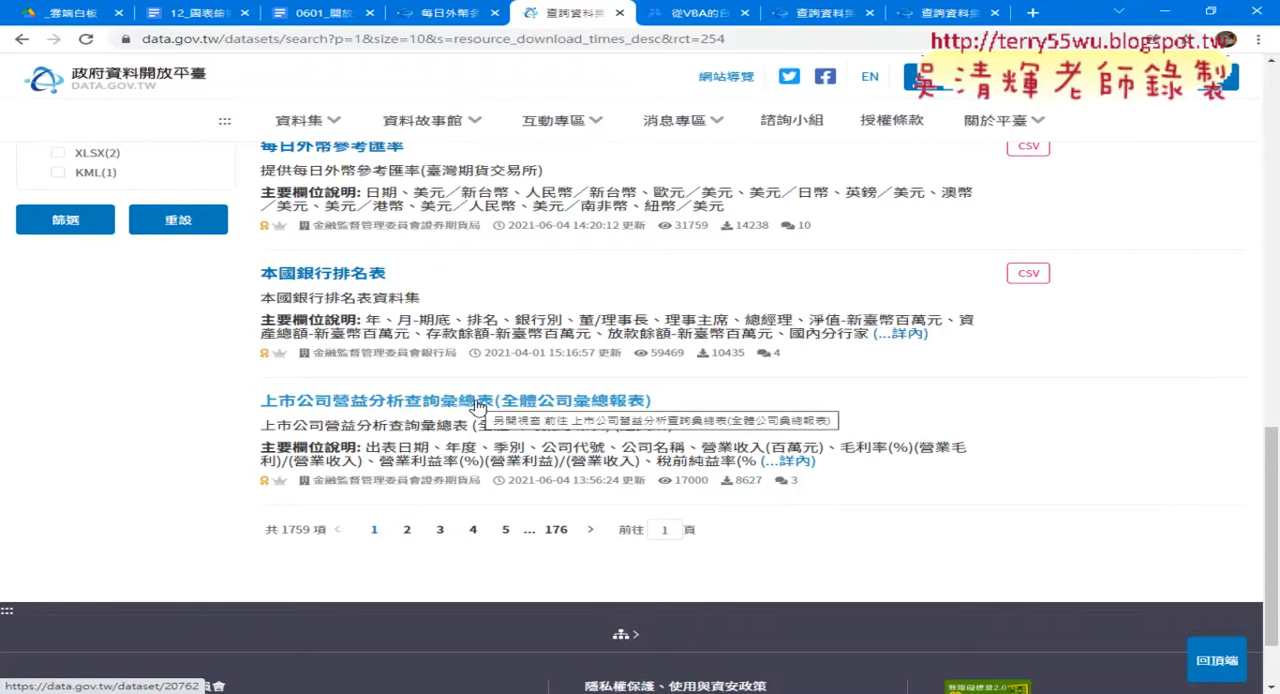 _雲端白板
12_圖表錦
0601_開放
每日外幣參
查詢資料集
從VBA的自
查詢資料集
查詢資料集
data.gov.tw/datasets/search?p=1&size=10&s=resource_download_times_desc&rct=254
http://terry55wu.blogspot.tw
吳清輝老師錄製
政府資料開放平臺
DATA.GOV.TW
網站導覽
EN
資料集
資料故事館
互動專區
消息專區
諮詢小組
授權條款
關於平臺
XLSX(2)
KML(1)
篩選
重設
每日外幣參考匯率
CSV
提供每日外幣參考匯率(臺灣期貨交易所)
主要欄位說明: 日期、美元／新台幣、人民幣／新台幣、歐元／美元、美元／日幣、英鎊／美元、澳幣
／美元、美元／港幣、美元／人民幣、美元／南非幣、紐幣／美元
金融監督管理委員會證券期貨局 2021-06-04 14:20:12 更新 31759 14238 10
本國銀行排名表
CSV
本國銀行排名表資料集
主要欄位說明: 年、月-期底、排名、銀行別、董/理事長、理事主席、總經理、淨值-新臺幣百萬元、資
產總額-新臺幣百萬元、存款餘額-新臺幣百萬元、放款餘額-新臺幣百萬元、國內分行家 (...詳內)
金融監督管理委員會銀行局 2021-04-01 15:16:57 更新 59469 10435 4
上市公司營益分析查詢彙總表(全體公司彙總報表)
另開視窗 前往 上市公司營益分析查詢彙總表(全體公司彙總報表)
上市公司營益分析查詢彙總表 (全
主要欄位說明: 出表日期、年度、季別、公司代號、公司名稱、營業收入(百萬元)、毛利率(%)(營業毛
利)/(營業收入)、營業利益率(%)(營業利益)/(營業收入)、稅前純益率(% (...詳內)
金融監督管理委員會證券期貨局 2021-06-04 13:56:24 更新 17000 8627 3
共 1759 項 < 1 2 3 4 5 ... 176 > 前往 1 頁
回頂端
https://data.gov.tw/dataset/20762
員會
隱私權保護、使用與資安政策
無障礙標章2.0